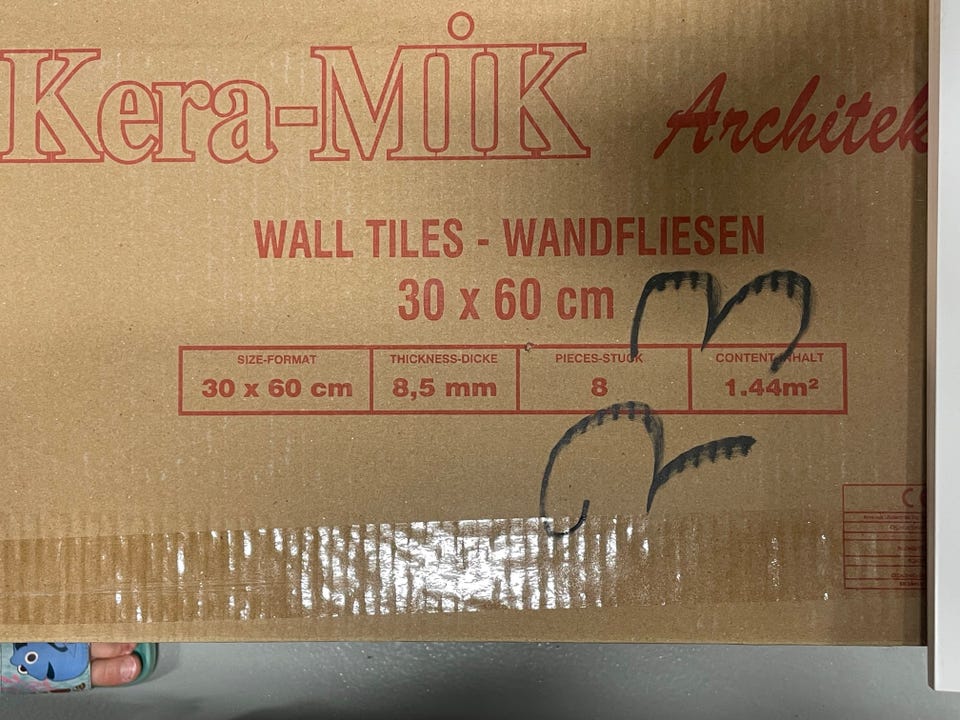 Kera-MİK Architek
WALL TILES - WANDFLIESEN
30 x 60 cm
SIZE-FORMAT THICKNESS-DICKE PIECES-STUCK CONTENT-INHALT
30 x 60 cm 8,5 mm 8 1.44m²